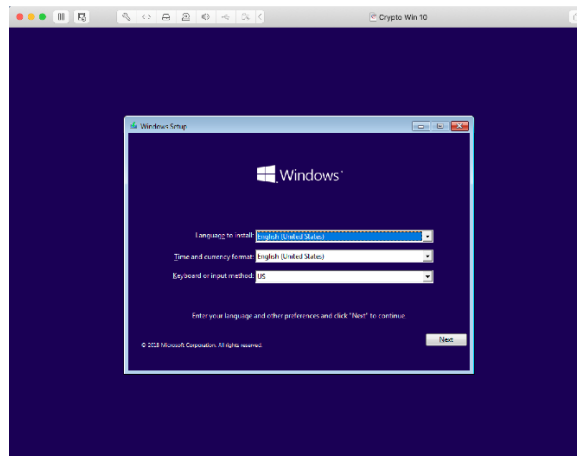 Crypto Win 10
Windows Setup
Windows
Language to install: English (United States)
Time and currency format: English (United States)
Keyboard or input method: US
Enter your language and other preferences and click "Next" to continue.
© 2018 Microsoft Corporation. All rights reserved.
Next